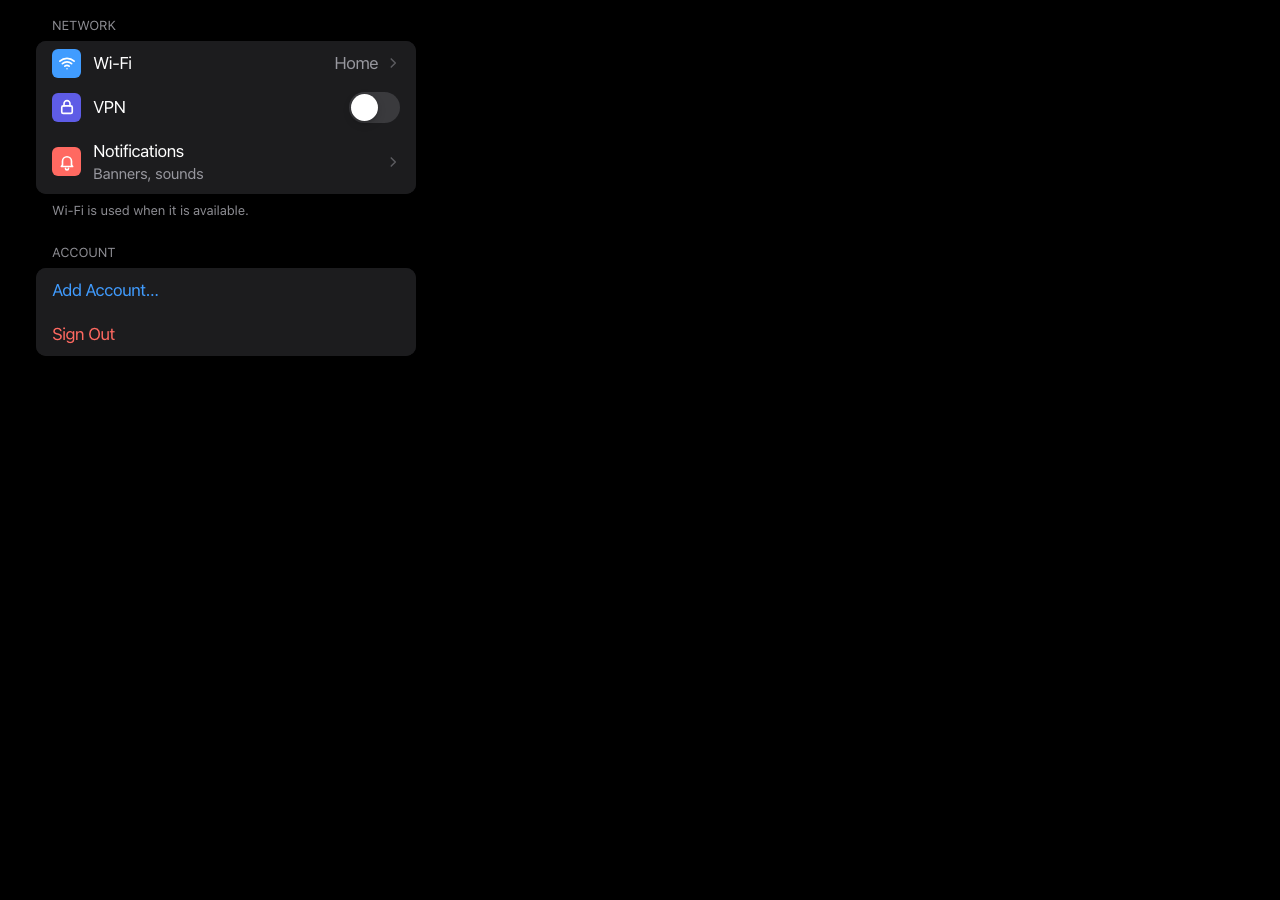 NETWORK
Wi-Fi
Home
VPN
Notifications
Banners, sounds
Wi-Fi is used when it is available.
ACCOUNT
Add Account...
Sign Out